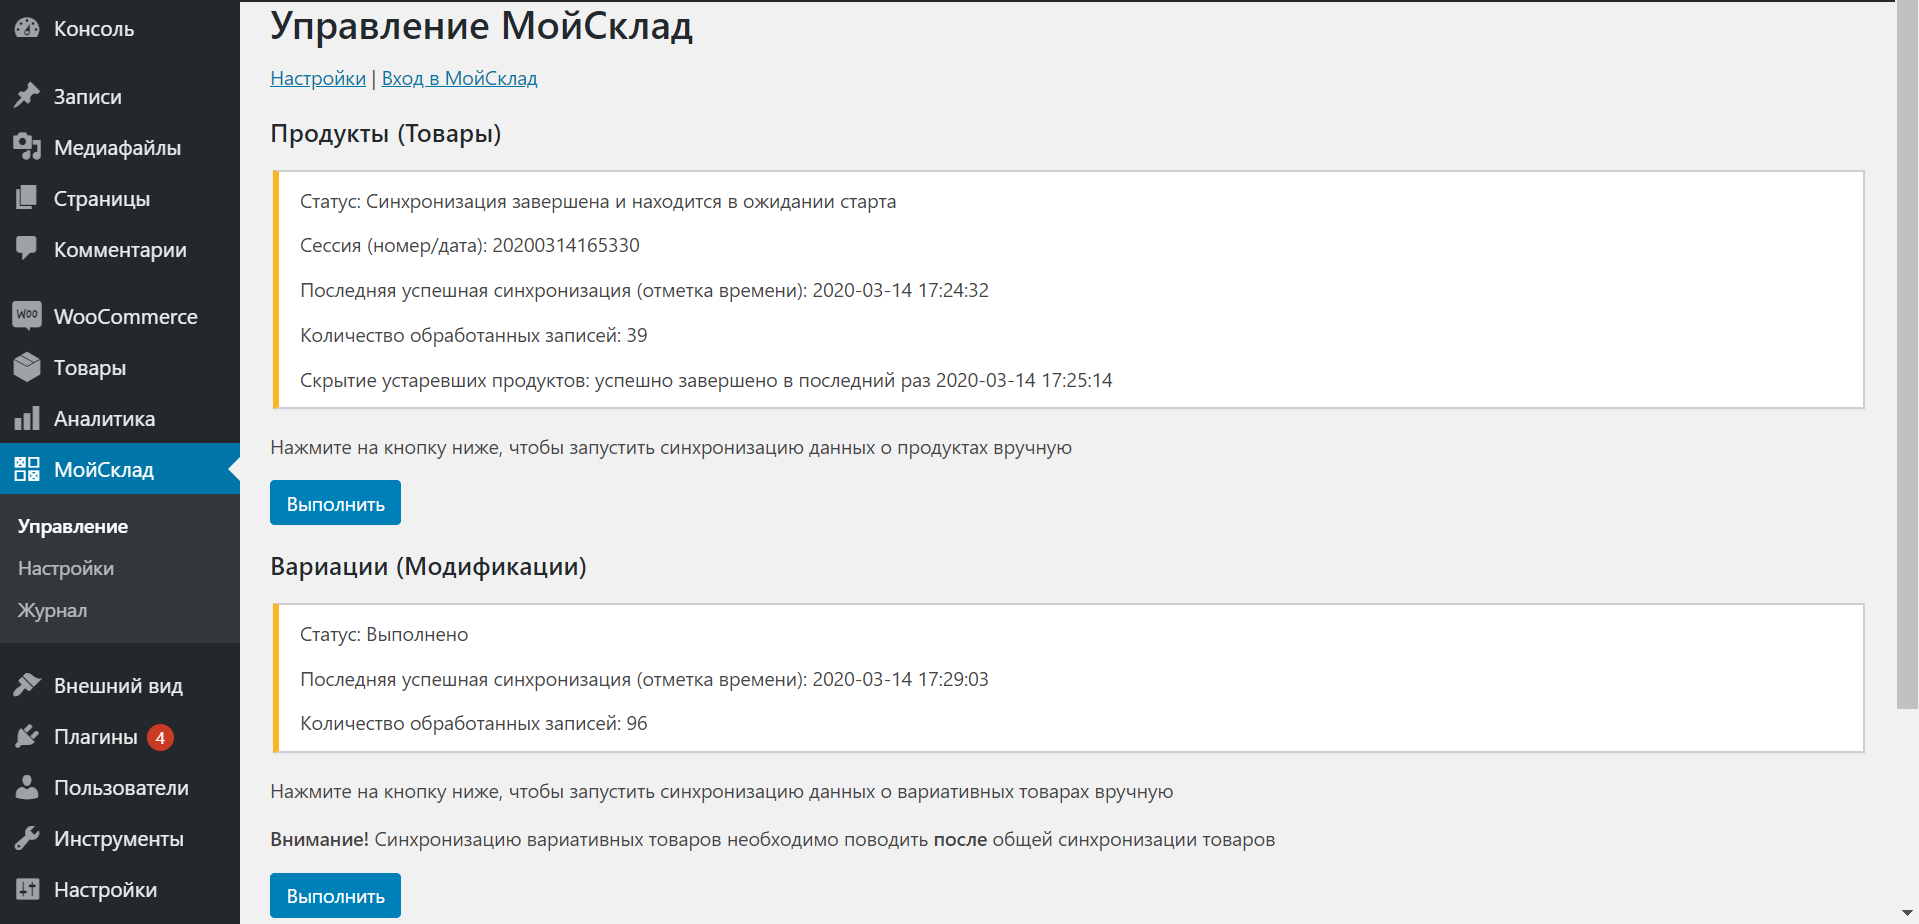 Консоль
Записи
Медиафайлы
Страницы
Комментарии
Woo
WooCommerce
Товары
Аналитика
МойСклад
Управление
Настройки
Журнал
Внешний вид
Плагины 4
Пользователи
Инструменты
Настройки
Управление МойСклад
Настройки | Вход в МойСклад
Продукты (Товары)
Статус: Синхронизация завершена и находится в ожидании старта
Сессия (номер/дата): 20200314165330
Последняя успешная синхронизация (отметка времени): 2020-03-14 17:24:32
Количество обработанных записей: 39
Скрытие устаревших продуктов: успешно завершено в последний раз 2020-03-14 17:25:14
Нажмите на кнопку ниже, чтобы запустить синхронизацию данных о продуктах вручную
Выполнить
Вариации (Модификации)
Статус: Выполнено
Последняя успешная синхронизация (отметка времени): 2020-03-14 17:29:03
Количество обработанных записей: 96
Нажмите на кнопку ниже, чтобы запустить синхронизацию данных о вариативных товарах вручную
Внимание! Синхронизацию вариативных товаров необходимо поводить после общей синхронизации товаров
Выполнить